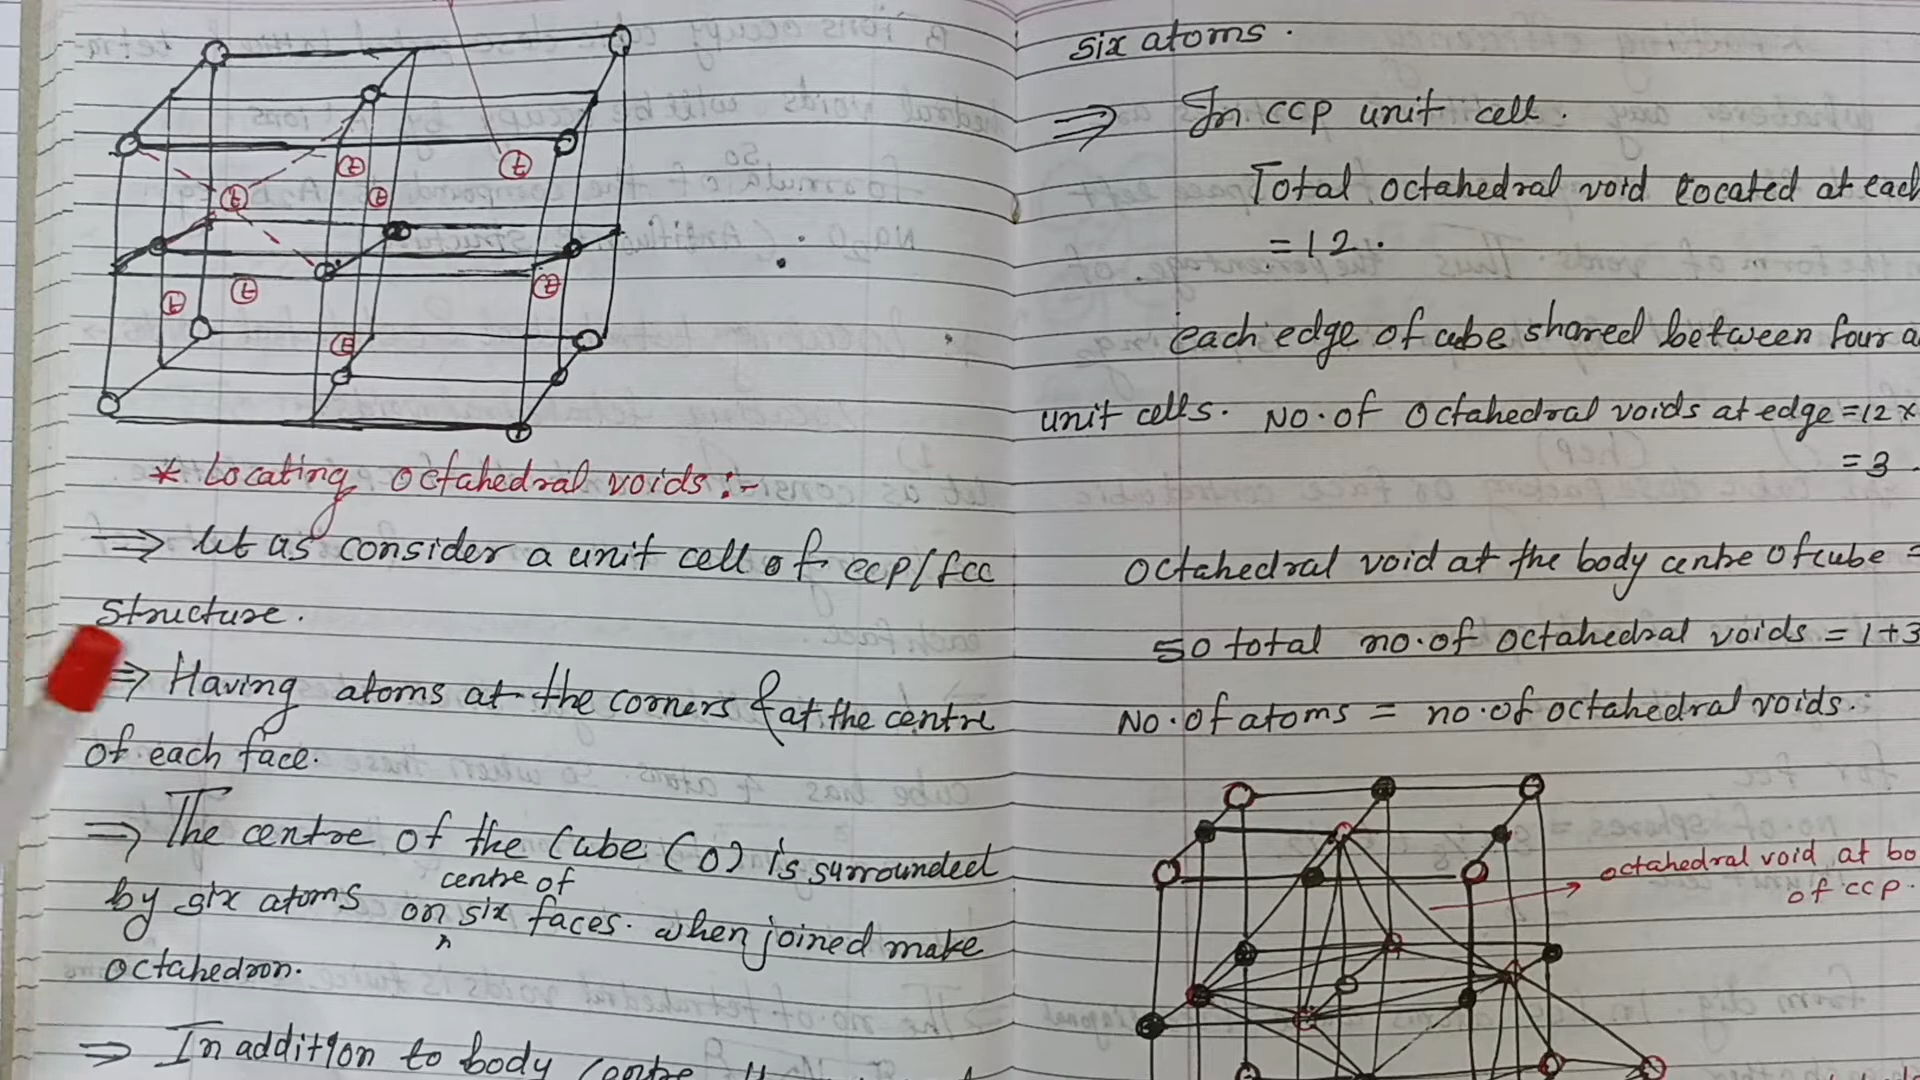 T
T
T
T
T
T
T
T
* Locating octahedral voids :-
⇒ let as consider a unit cell of ccp/fcc
structure.
⇒ Having atoms at the corners & at the centre
of each face.
⇒ The centre of the Cube (O) is surrounded
by six atoms on centre of six faces. when joined make
octahedron.
⇒ In addition to body centre
six atoms.
⇒ In ccp unit cell.
Total octahedral void located at each
= 12.
each edge of cube shared between four a
unit cells. No. of octahedral voids at edge = 12 x
= 3.
octahedral void at the body centre of cube =
so total no. of octahedral voids = 1+3
No. of atoms = no. of octahedral voids.
octahedral void at bo
of ccp.